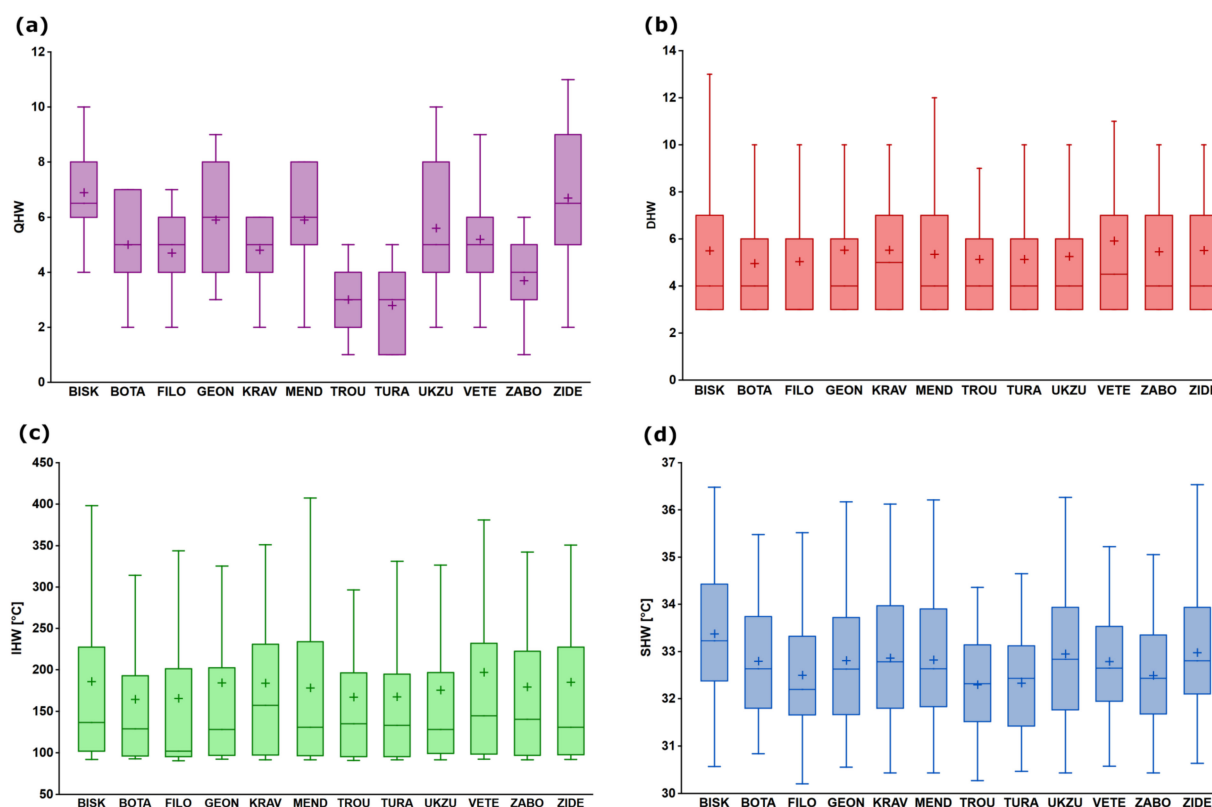 (a)
12
10
8
6
4
2
0
QHW
BISK BOTA FILO GEON KRAV MEND TROU TURA UKZU VETE ZABO ZIDE
(b)
14
12
10
8
6
4
2
0
DHW
BISK BOTA FILO GEON KRAV MEND TROU TURA UKZU VETE ZABO ZIDE
(c)
450
400
350
300
250
200
150
100
50
IHW [°C]
BISK BOTA FILO GEON KRAV MEND TROU TURA UKZU VETE ZABO ZIDE
(d)
37
36
35
34
33
32
31
30
SHW [°C]
BISK BOTA FILO GEON KRAV MEND TROU TURA UKZU VETE ZABO ZIDE